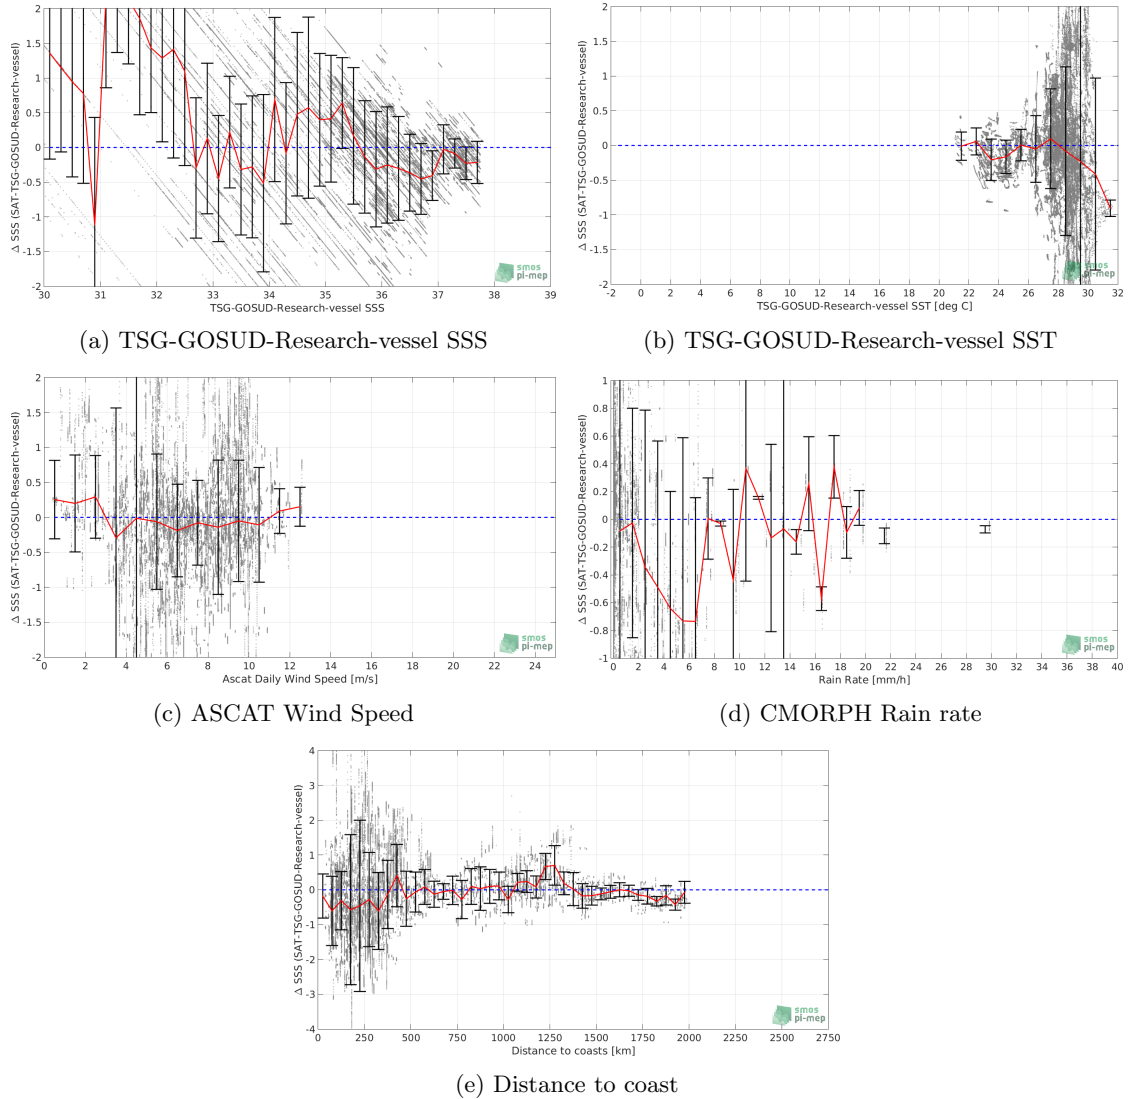 Δ SSS (SAT-TSG-GOSUD-Research-vessel)
2
1.5
1
0.5
0
-0.5
-1
-1.5
-2
30 31 32 33 34 35 36 37 38 39
TSG-GOSUD-Research-vessel SSS
smos
pi-mep
(a) TSG-GOSUD-Research-vessel SSS
Δ SSS (SAT-TSG-GOSUD-Research-vessel)
2
1.5
1
0.5
0
-0.5
-1
-1.5
-2
-2 0 2 4 6 8 10 12 14 16 18 20 22 24 26 28 30 32
TSG-GOSUD-Research-vessel SST [deg C]
smos
pi-mep
(b) TSG-GOSUD-Research-vessel SST
Δ SSS (SAT-TSG-GOSUD-Research-vessel)
2
1.5
1
0.5
0
-0.5
-1
-1.5
-2
0 2 4 6 8 10 12 14 16 18 20 22 24
Ascat Daily Wind Speed [m/s]
smos
pi-mep
(c) ASCAT Wind Speed
Δ SSS (SAT-TSG-GOSUD-Research-vessel)
1
0.8
0.6
0.4
0.2
0
-0.2
-0.4
-0.6
-0.8
-1
0 2 4 6 8 10 12 14 16 18 20 22 24 26 28 30 32 34 36 38 40
Rain Rate [mm/h]
smos
pi-mep
(d) CMORPH Rain rate
Δ SSS (SAT-TSG-GOSUD-Research-vessel)
4
3
2
1
0
-1
-2
-3
-4
0 250 500 750 1000 1250 1500 1750 2000 2250 2500 2750
Distance to coasts [km]
smos
pi-mep
(e) Distance to coast